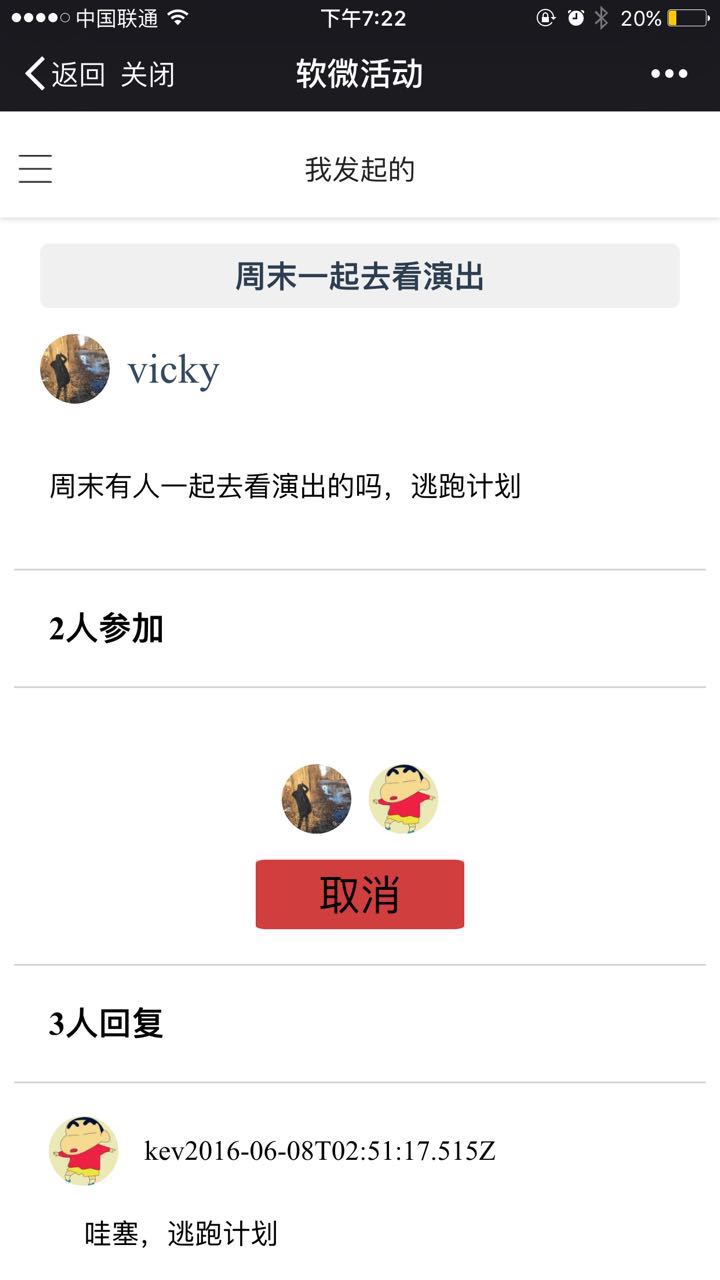 中国联通 下午7:22 20%
返回 关闭 软微活动
我发起的
周末一起去看演出
vicky
周末有人一起去看演出的吗，逃跑计划
2人参加
取消
3人回复
kev2016-06-08T02:51:17.515Z
哇塞，逃跑计划